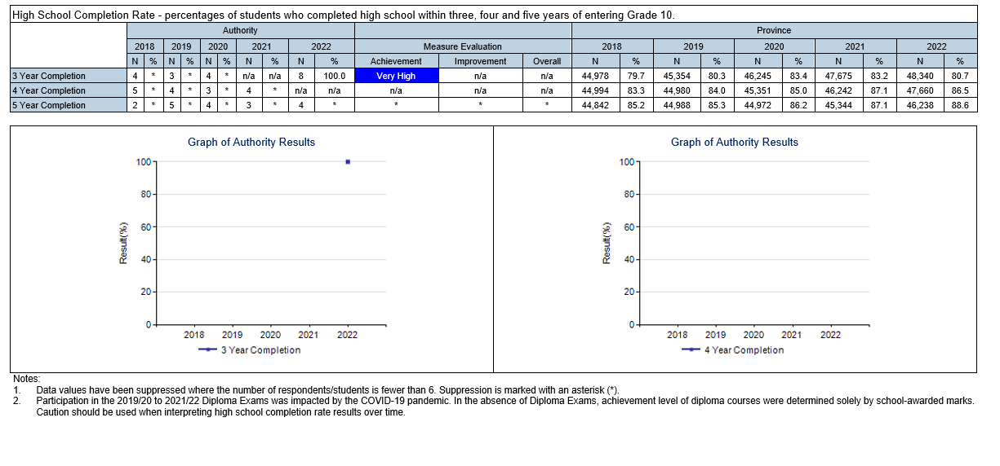 High School Completion Rate - percentages of students who completed high school within three, four and five years of entering Grade 10.
Authority Province
2018 2019 2020 2021 2022 Measure Evaluation 2018 2019 2020 2021 2022
N % N % N % N % N % Achievement Improvement Overall N % N % N % N % N %
3 Year Completion 4 * 3 * 4 * n/a n/a 8 100.0 Very High n/a n/a 44,978 79.7 45,354 80.3 46,245 83.4 47,675 83.2 48,340 80.7
4 Year Completion 5 * 4 * 3 * 4 * n/a n/a n/a n/a n/a 44,994 83.3 44,980 84.0 45,351 85.0 46,242 87.1 47,660 86.5
5 Year Completion 2 * 5 * 4 * 3 * 4 * * * * 44,842 85.2 44,988 85.3 44,972 86.2 45,344 87.1 46,238 88.6
Graph of Authority Results
100
80
60
40
20
0
Result(%)
2018 2019 2020 2021 2022
3 Year Completion
Graph of Authority Results
100
80
60
40
20
0
Result(%)
2018 2019 2020 2021 2022
4 Year Completion
Notes:
1. Data values have been suppressed where the number of respondents/students is fewer than 6. Suppression is marked with an asterisk (*).
2. Participation in the 2019/20 to 2021/22 Diploma Exams was impacted by the COVID-19 pandemic. In the absence of Diploma Exams, achievement level of diploma courses were determined solely by school-awarded marks.
Caution should be used when interpreting high school completion rate results over time.